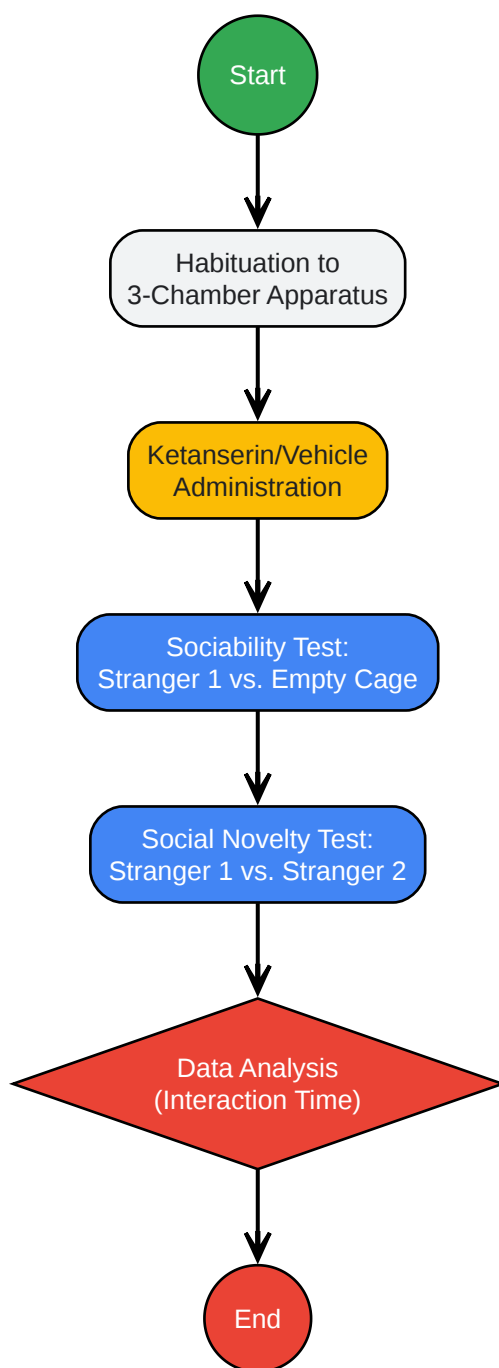 Start
Habituation to
3-Chamber Apparatus
Ketanserin/Vehicle
Administration
Sociability Test:
Stranger 1 vs. Empty Cage
Social Novelty Test:
Stranger 1 vs. Stranger 2
Data Analysis
(Interaction Time)
End